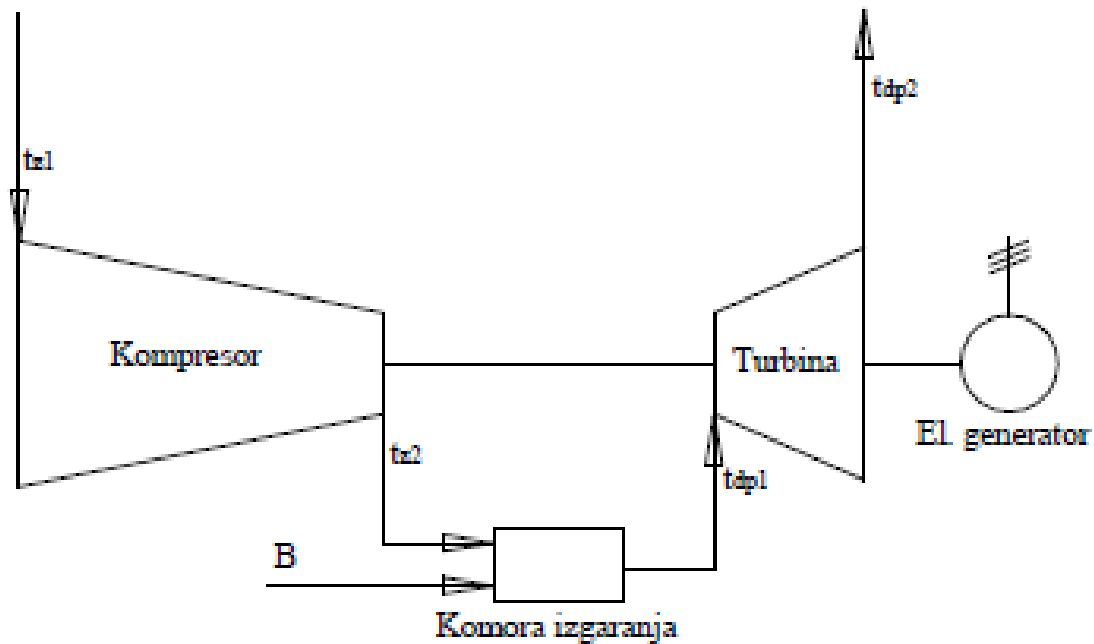 tz1
tdp2
Kompresor
Turbina
El. generator
tz2
tdp1
B
Komora izgaranja